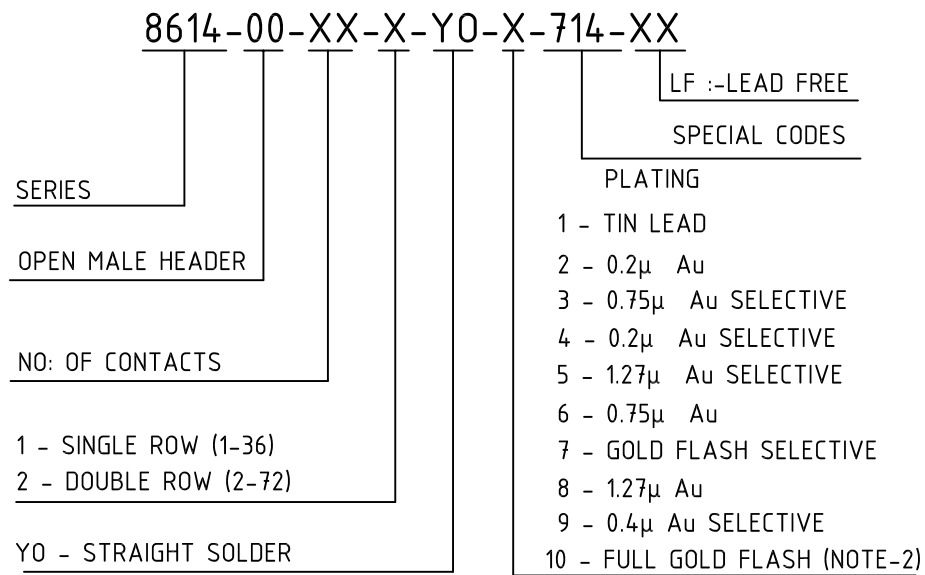 8614-00-XX-X-YO-X-714-XX
LF :-LEAD FREE
SPECIAL CODES
SERIES
OPEN MALE HEADER
NO: OF CONTACTS
1 - SINGLE ROW (1-36)
2 - DOUBLE ROW (2-72)
YO - STRAIGHT SOLDER
PLATING
1 - TIN LEAD
2 - 0.2µ Au
3 - 0.75µ Au SELECTIVE
4 - 0.2µ Au SELECTIVE
5 - 1.27µ Au SELECTIVE
6 - 0.75µ Au
7 - GOLD FLASH SELECTIVE
8 - 1.27µ Au
9 - 0.4µ Au SELECTIVE
10 - FULL GOLD FLASH (NOTE-2)